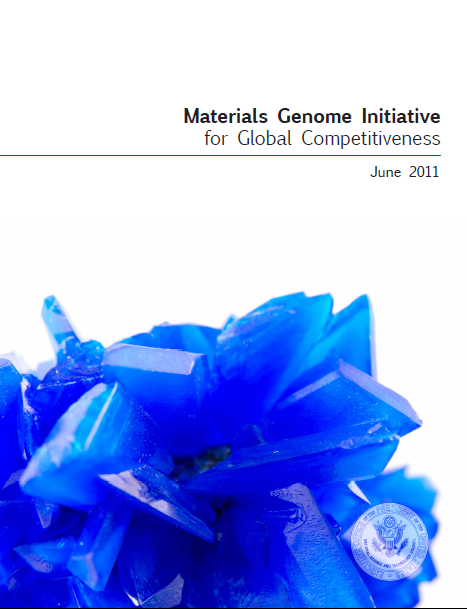 Materials Genome Initiative
for Global Competitiveness
June 2011